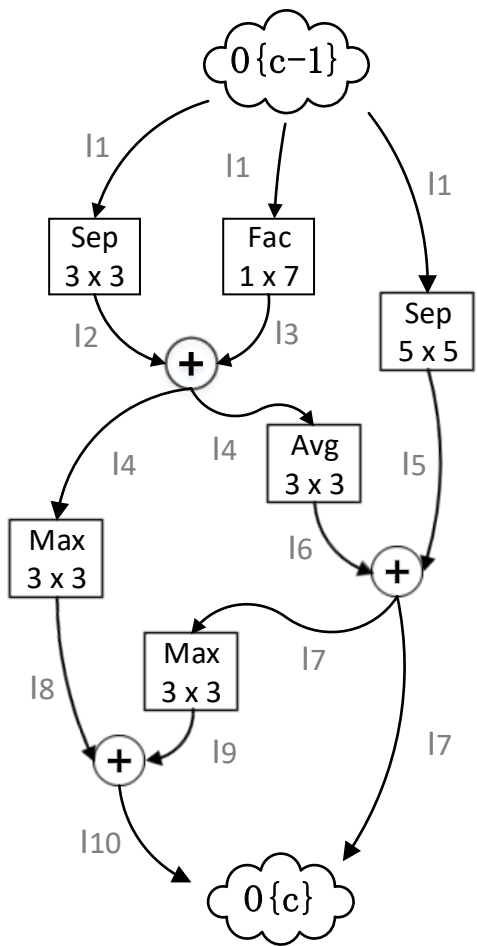 0{c-1}
l1
l1
l1
Sep
3 x 3
Fac
1 x 7
Sep
5 x 5
l2
l3
+
l4
l4
Avg
3 x 3
l5
Max
3 x 3
l6
+
Max
3 x 3
l7
l7
l8
l9
+
l10
0{c}